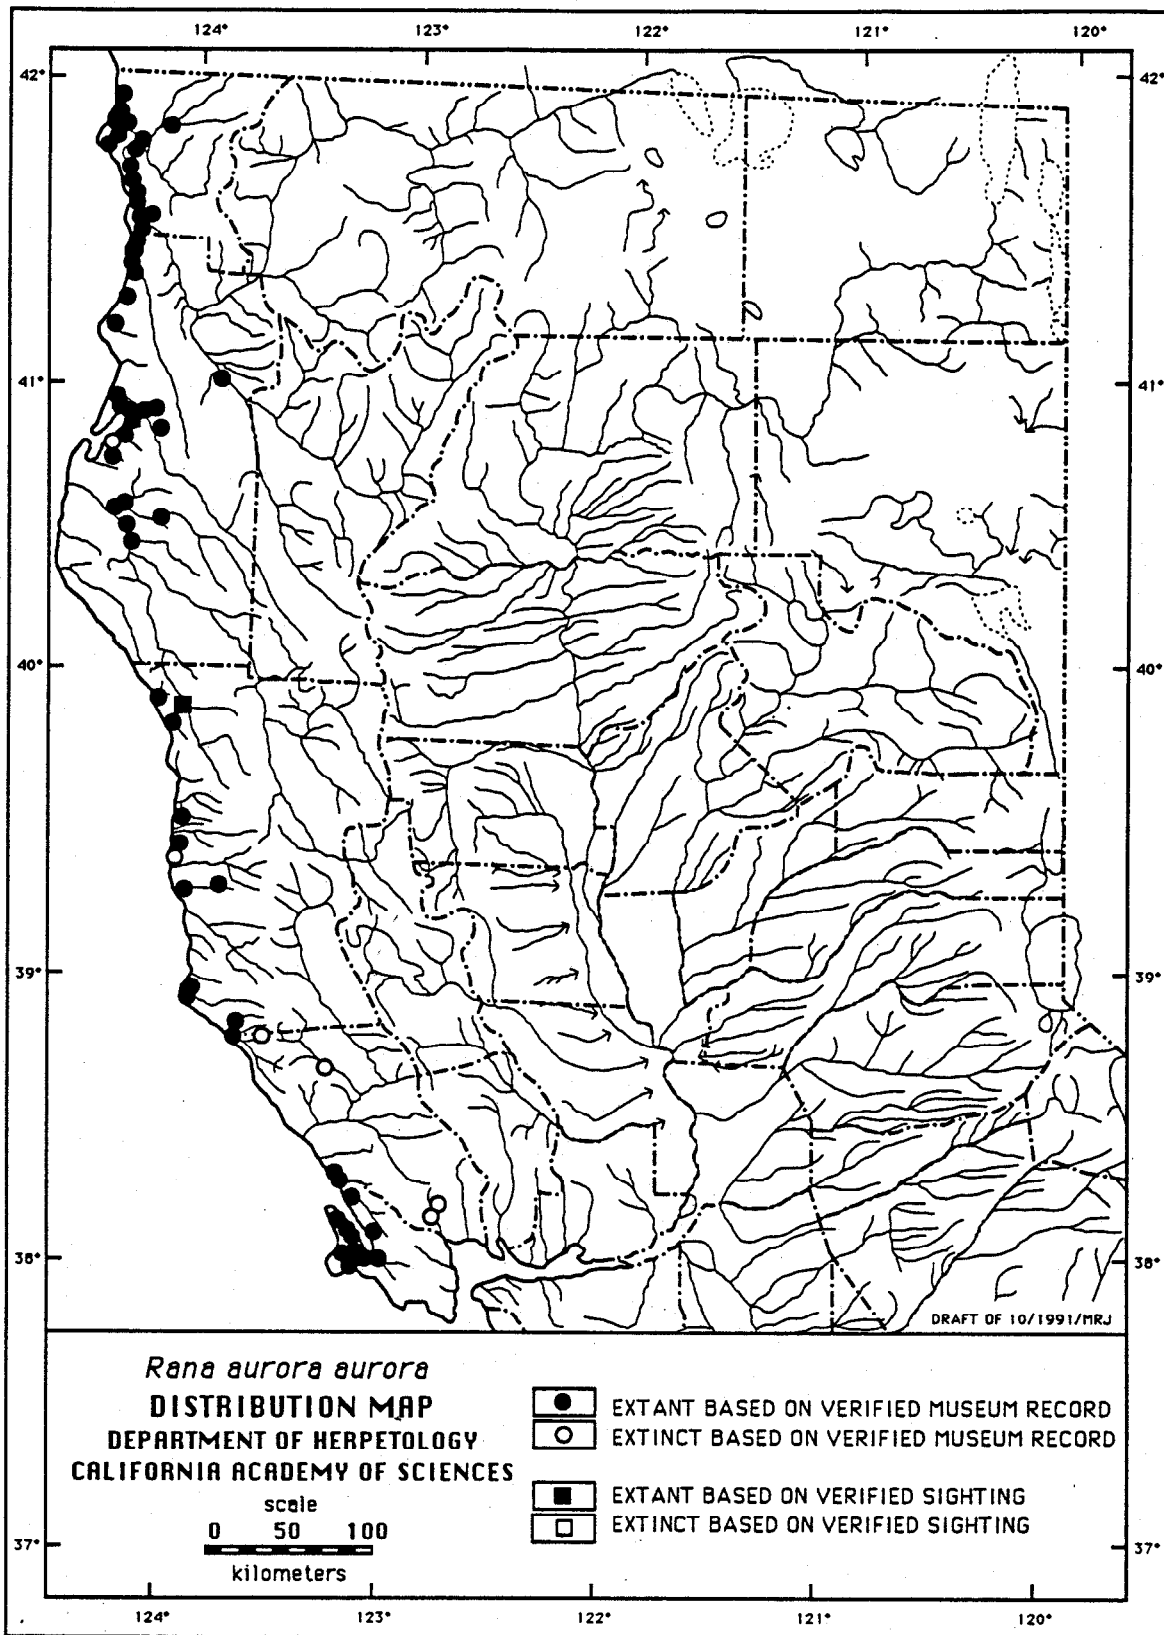 124° 123° 122° 121° 120°
42° 42°
41° 41°
40° 40°
39° 39°
38° 38°
DRAFT OF 10/1991/MRJ
Rana aurora aurora
DISTRIBUTION MAP
DEPARTMENT OF HERPETOLOGY
CALIFORNIA ACADEMY OF SCIENCES
scale
0 50 100
kilometers
EXTANT BASED ON VERIFIED MUSEUM RECORD
EXTINCT BASED ON VERIFIED MUSEUM RECORD
EXTANT BASED ON VERIFIED SIGHTING
EXTINCT BASED ON VERIFIED SIGHTING
37° 37°
124° 123° 122° 121° 120°